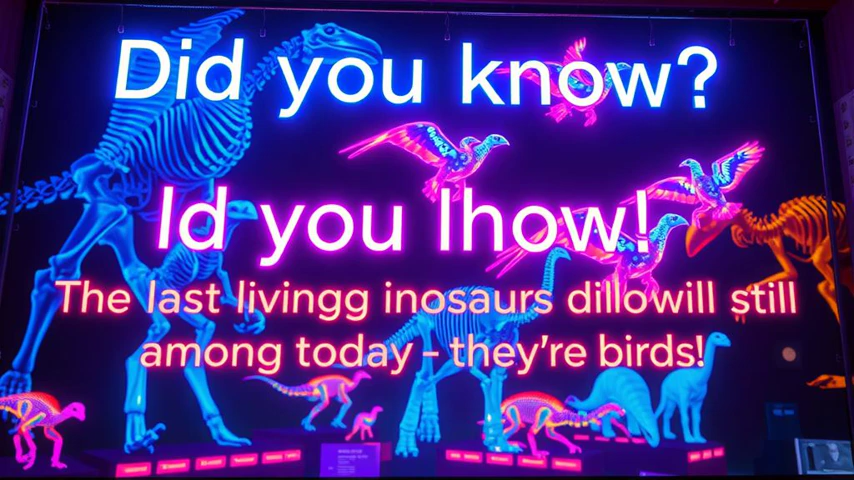 Did you know?
Id you lhow!
The last livingg inosaurs dillowill still
among today – they're birds!